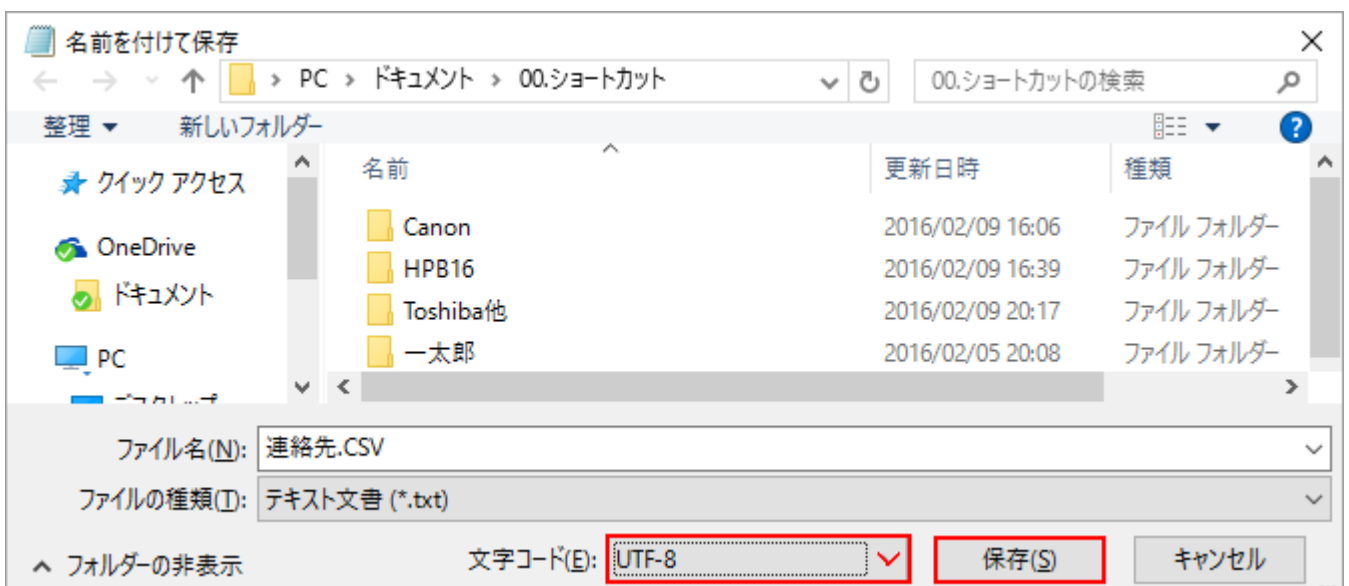 名前を付けて保存
PC > ドキュメント > 00.ショートカット 00.ショートカットの検索
整理 新しいフォルダー
クイック アクセス
OneDrive
ドキュメント
PC
デスクトップ
名前 更新日時 種類
Canon 2016/02/09 16:06 ファイル フォルダー
HPB16 2016/02/09 16:39 ファイル フォルダー
Toshiba他 2016/02/09 20:17 ファイル フォルダー
一太郎 2016/02/05 20:08 ファイル フォルダー
ファイル名(N): 連絡先.CSV
ファイルの種類(T): テキスト文書 (*.txt)
フォルダーの非表示 文字コード(E): UTF-8 保存(S) キャンセル